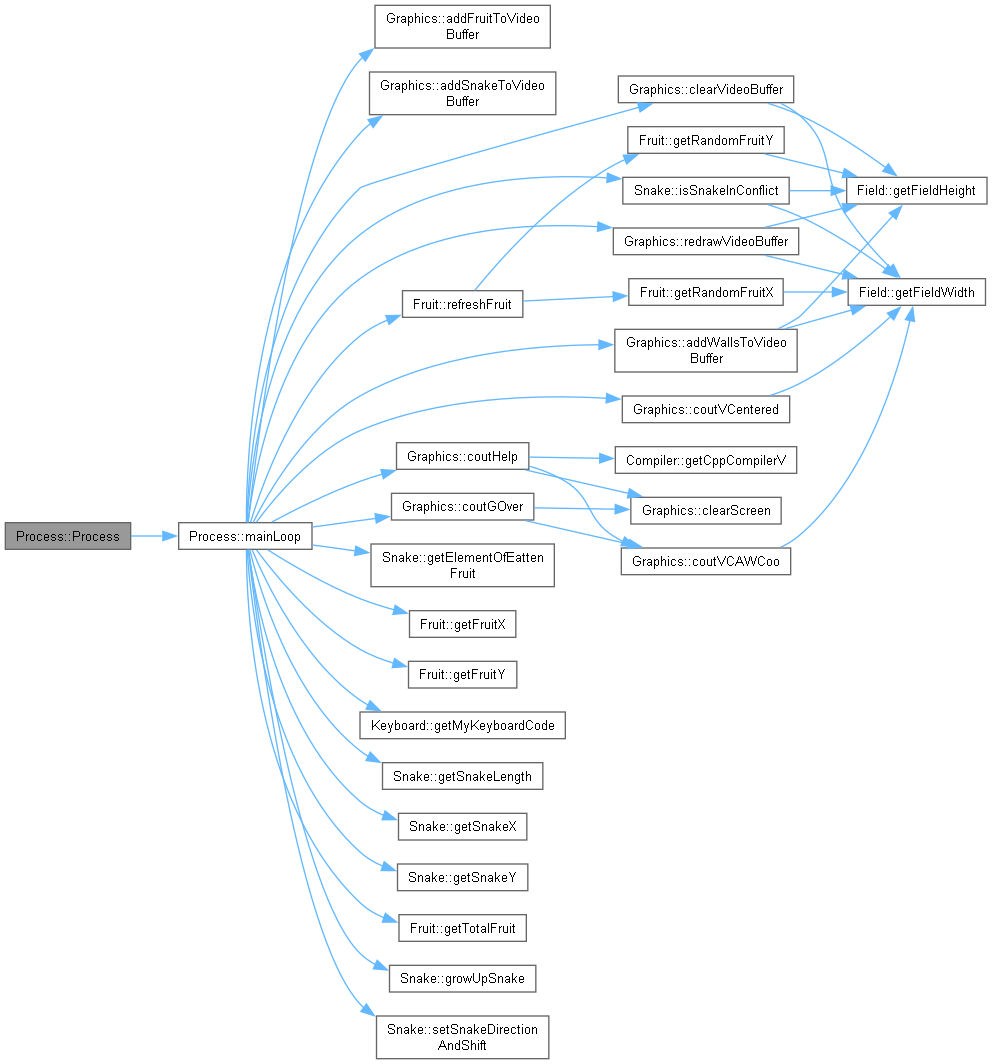 Graphics::addFruitToVideo
Buffer
Graphics::addSnakeToVideo
Buffer
Graphics::clearVideoBuffer
Fruit::getRandomFruitY
Snake::isSnakeInConflict
Field::getFieldHeight
Graphics::redrawVideoBuffer
Fruit::refreshFruit
Fruit::getRandomFruitX
Field::getFieldWidth
Graphics::addWallsToVideo
Buffer
Graphics::coutVCentered
Graphics::coutHelp
Compiler::getCppCompilerV
Graphics::coutGOver
Graphics::clearScreen
Process::Process
Process::mainLoop
Snake::getElementOfEatten
Fruit
Graphics::coutVCAWCoo
Fruit::getFruitX
Fruit::getFruitY
Keyboard::getMyKeyboardCode
Snake::getSnakeLength
Snake::getSnakeX
Snake::getSnakeY
Fruit::getTotalFruit
Snake::growUpSnake
Snake::setSnakeDirection
AndShift